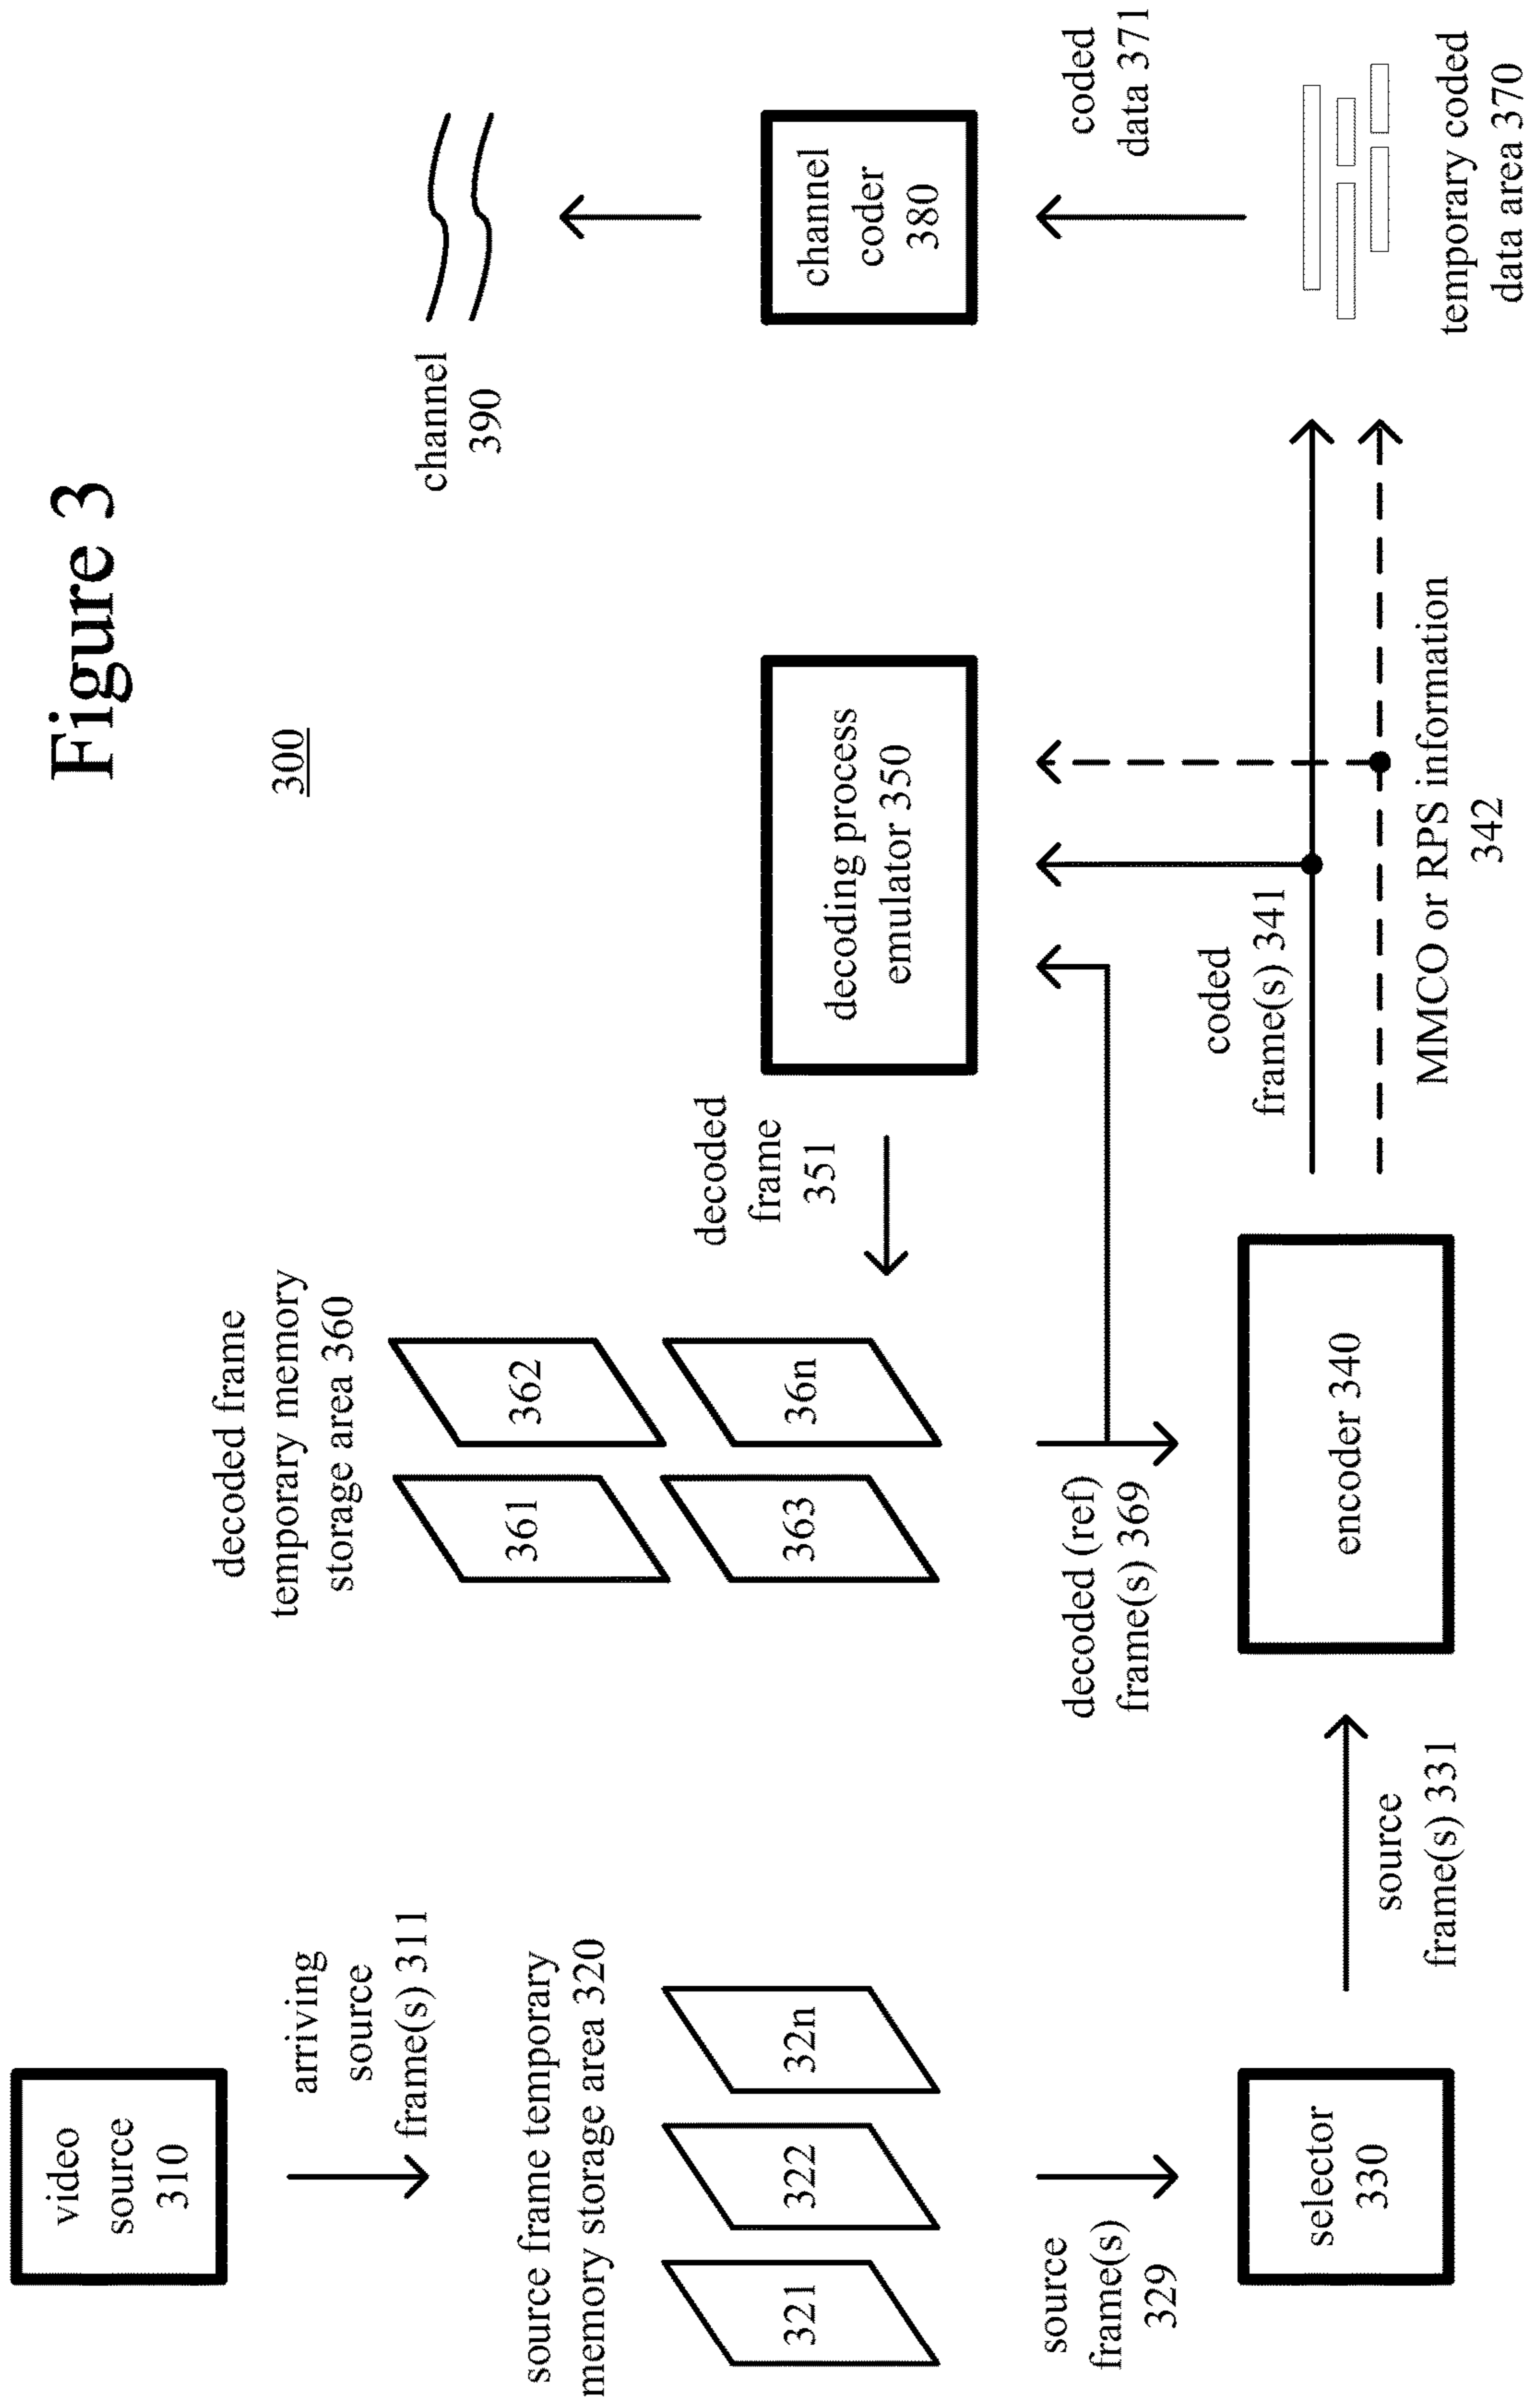 Figure 3
300
video
source
310
arriving
source
frame(s) 311
source frame temporary
memory storage area 320
321
322
32n
source
frame(s)
329
selector
330
source
frame(s) 331
decoded frame
temporary memory
storage area 360
361
362
363
36n
decoded (ref)
frame(s) 369
encoder 340
decoded
frame
351
decoding process
emulator 350
coded
frame(s) 341
MMCO or RPS information
342
channel
390
channel
coder
380
coded
data 371
temporary coded
data area 370